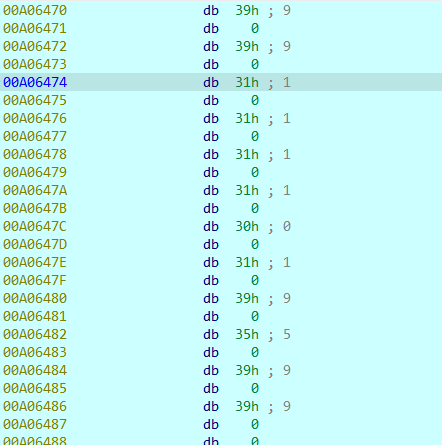 00A06470 db 39h ; 9
00A06471 db 0
00A06472 db 39h ; 9
00A06473 db 0
00A06474 db 31h ; 1
00A06475 db 0
00A06476 db 31h ; 1
00A06477 db 0
00A06478 db 31h ; 1
00A06479 db 0
00A0647A db 31h ; 1
00A0647B db 0
00A0647C db 30h ; 0
00A0647D db 0
00A0647E db 31h ; 1
00A0647F db 0
00A06480 db 39h ; 9
00A06481 db 0
00A06482 db 35h ; 5
00A06483 db 0
00A06484 db 39h ; 9
00A06485 db 0
00A06486 db 39h ; 9
00A06487 db 0
00A06488 db 0